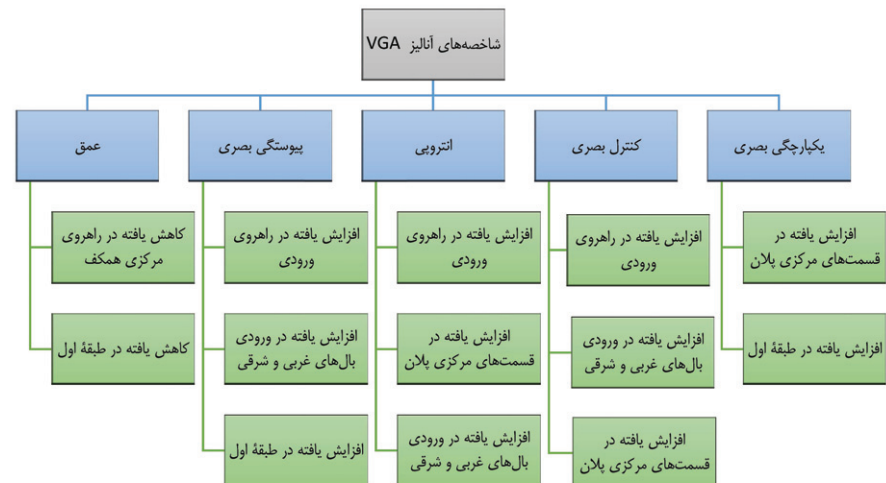 شاخصه‌های آنالیز VGA
یکپارچگی بصری
افزایش یافته در
قسمت‌های مرکزی پلان
افزایش یافته در طبقهٔ اول
کنترل بصری
افزایش یافته در راهروی
ورودی
افزایش یافته در ورودی
بال‌های غربی و شرقی
افزایش یافته در
قسمت‌های مرکزی پلان
انتروپی
افزایش یافته در راهروی
ورودی
افزایش یافته در
قسمت‌های مرکزی پلان
افزایش یافته در ورودی
بال‌های غربی و شرقی
پیوستگی بصری
افزایش یافته در راهروی
ورودی
افزایش یافته در ورودی
بال‌های غربی و شرقی
افزایش یافته در طبقهٔ اول
عمق
کاهش یافته در راهروی
مرکزی همکف
کاهش یافته در طبقهٔ اول